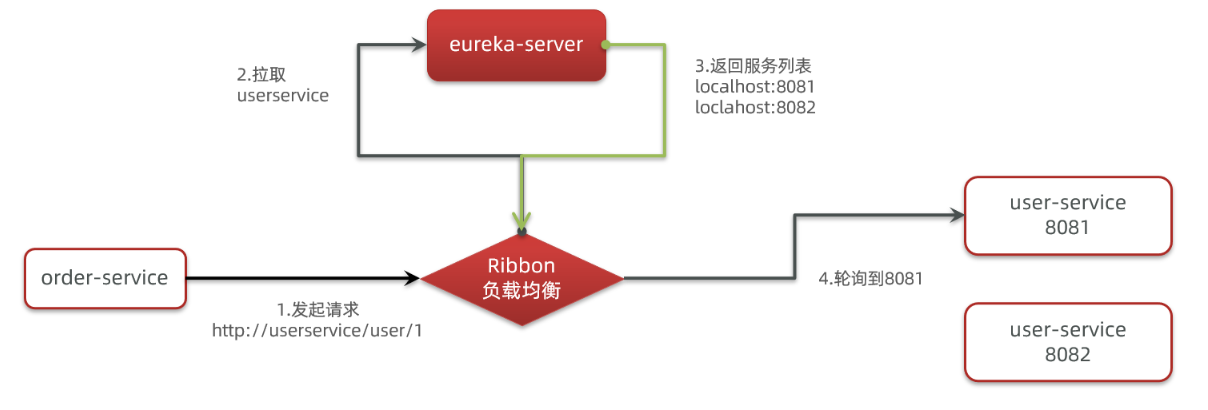 eureka-server
2.拉取
userservice
3.返回服务列表
localhost:8081
loclahost:8082
user-service
8081
order-service
Ribbon
负载均衡
4.轮询到8081
1.发起请求
http://userservice/user/1
user-service
8082